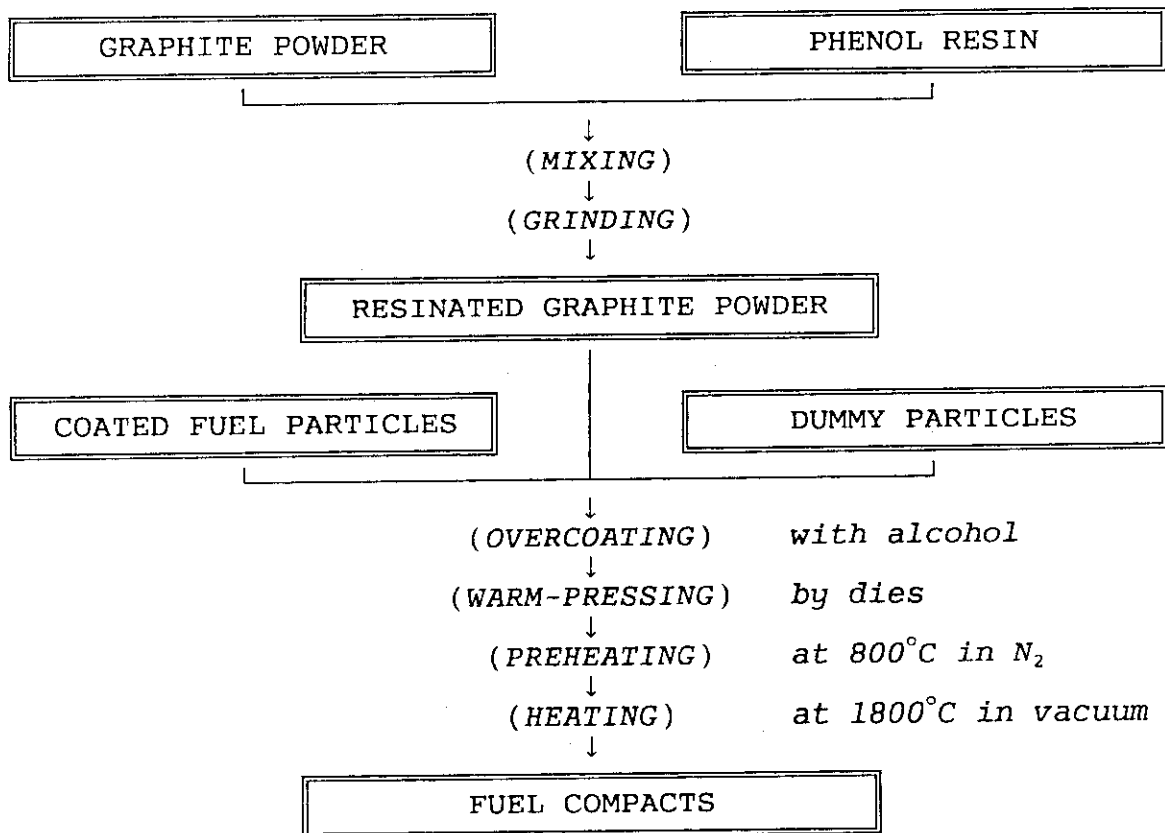 GRAPHITE POWDER
PHENOL RESIN
(MIXING)
(GRINDING)
RESINATED GRAPHITE POWDER
COATED FUEL PARTICLES
DUMMY PARTICLES
(OVERCOATING) with alcohol
(WARM-PRESSING) by dies
(PREHEATING) at 800°C in N₂
(HEATING) at 1800°C in vacuum
FUEL COMPACTS